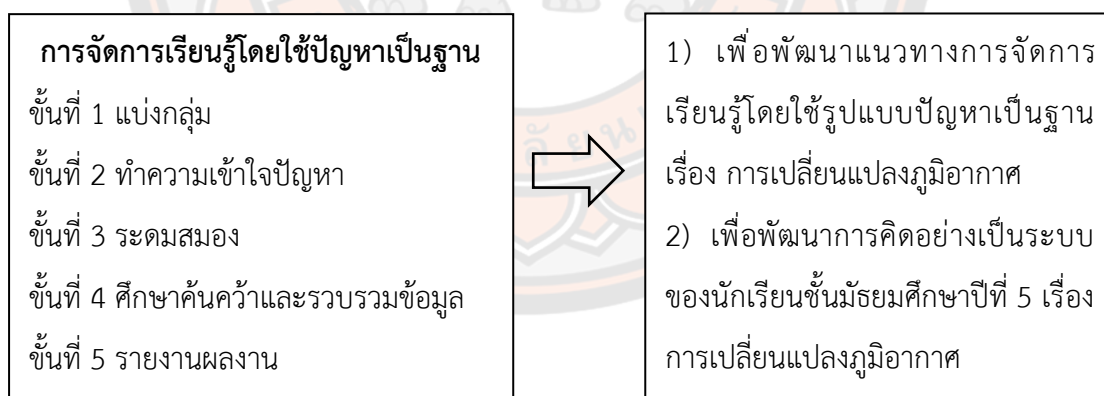 การจัดการเรียนรู้โดยใช้ปัญหาเป็นฐาน
ขั้นที่ 1 แบ่งกลุ่ม
ขั้นที่ 2 ทำความเข้าใจปัญหา
ขั้นที่ 3 ระดมสมอง
ขั้นที่ 4 ศึกษาค้นคว้าและรวบรวมข้อมูล
ขั้นที่ 5 รายงานผลงาน
1) เพื่อพัฒนาแนวทางการจัดการ
เรียนรู้โดยใช้รูปแบบปัญหาเป็นฐาน
เรื่อง การเปลี่ยนแปลงภูมิอากาศ
2) เพื่อพัฒนาการคิดอย่างเป็นระบบ
ของนักเรียนชั้นมัธยมศึกษาปีที่ 5 เรื่อง
การเปลี่ยนแปลงภูมิอากาศ